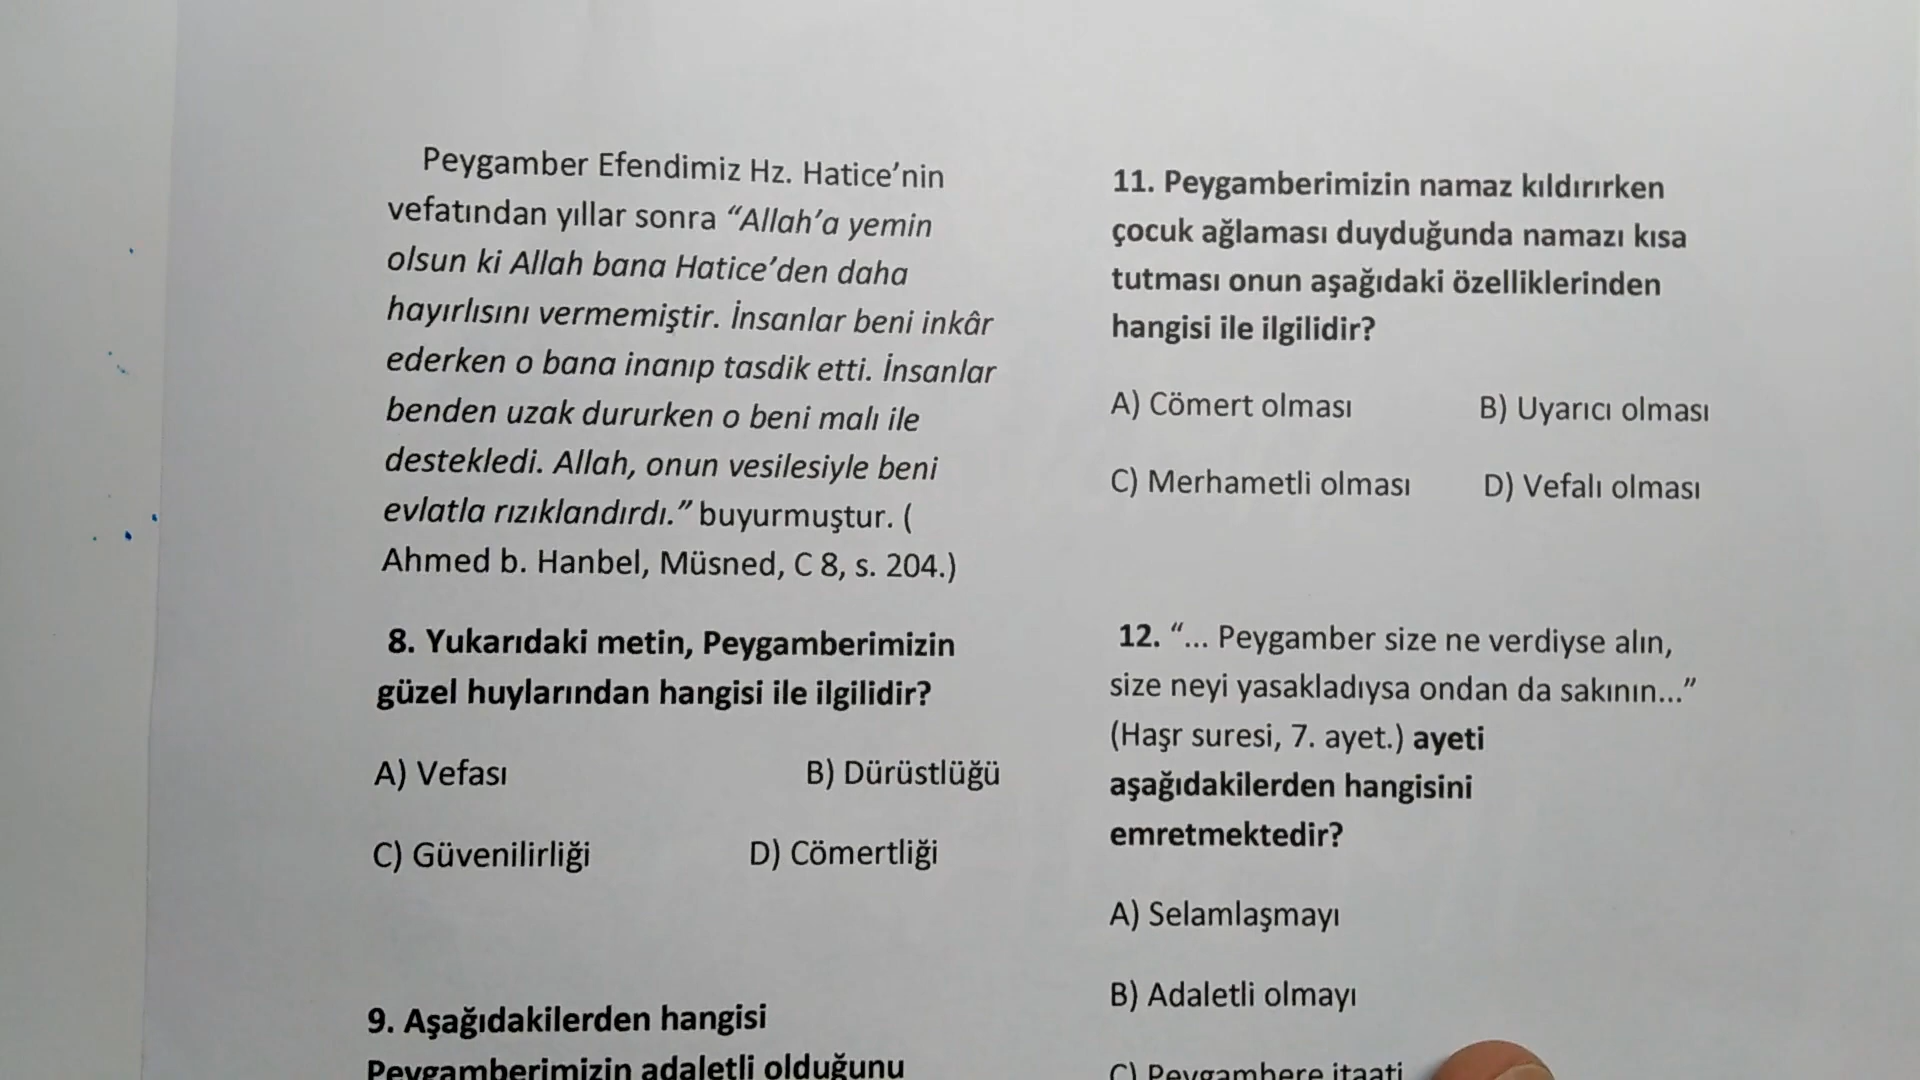 Peygamber Efendimiz Hz. Hatice’nin
vefatından yıllar sonra “Allah’a yemin
olsun ki Allah bana Hatice’den daha
hayırlısını vermemiştir. İnsanlar beni inkâr
ederken o bana inanıp tasdik etti. İnsanlar
benden uzak dururken o beni malı ile
destekledi. Allah, onun vesilesiyle beni
evlatla rızıklandırdı.” buyurmuştur. (
Ahmed b. Hanbel, Müsned, C 8, s. 204.)
8. Yukarıdaki metin, Peygamberimizin
güzel huylarından hangisi ile ilgilidir?
A) Vefası B) Dürüstlüğü
C) Güvenilirliği D) Cömertliği
9. Aşağıdakilerden hangisi
Peygamberimizin adaletli olduğunu
11. Peygamberimizin namaz kıldırırken
çocuk ağlaması duyduğunda namazı kısa
tutması onun aşağıdaki özelliklerinden
hangisi ile ilgilidir?
A) Cömert olması B) Uyarıcı olması
C) Merhametli olması D) Vefalı olması
12. “... Peygamber size ne verdiyse alın,
size neyi yasakladıysa ondan da sakının...”
(Haşr suresi, 7. ayet.) ayeti
aşağıdakilerden hangisini
emretmektedir?
A) Selamlaşmayı
B) Adaletli olmayı
C) Peygambere itaati